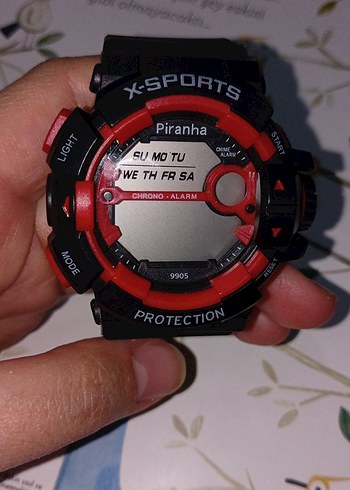 X-SPORTS
Piranha
LIGHT
START
CHIME
ALARM
SU MO TU
WE TH FR SA
CHRONO - ALARM
MODE
RESET
9905
PROTECTION